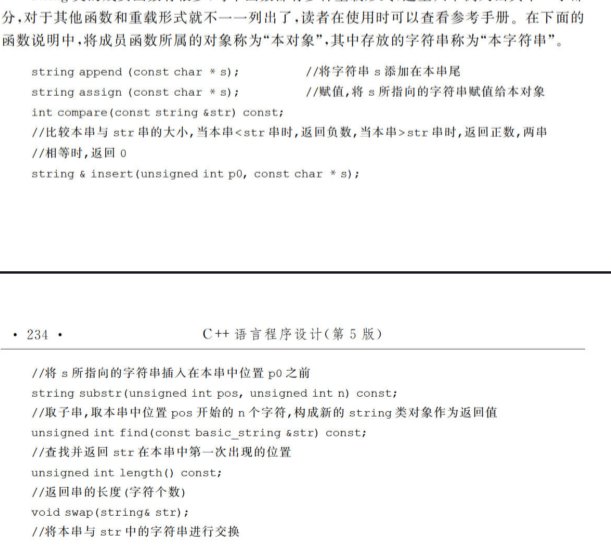 分,对于其他函数和重载形式就不一一列出了,读者在使用时可以查看参考手册。在下面的
函数说明中,将成员函数所属的对象称为“本对象”,其中存放的字符串称为“本字符串”。
string append (const char * s); //将字符串 s 添加在本串尾
string assign (const char * s); //赋值,将 s 所指向的字符串赋值给本对象
int compare(const string &str) const;
//比较本串与 str 串的大小,当本串<str 串时,返回负数,当本串>str 串时,返回正数,两串
//相等时,返回 0
string & insert(unsigned int p0, const char * s);
· 234 · C++ 语言程序设计(第 5 版)
//将 s 所指向的字符串插入在本串中位置 p0 之前
string substr(unsigned int pos, unsigned int n) const;
//取子串,取本串中位置 pos 开始的 n 个字符,构成新的 string 类对象作为返回值
unsigned int find(const basic_string &str) const;
//查找并返回 str 在本串中第一次出现的位置
unsigned int length() const;
//返回串的长度(字符个数)
void swap(string& str);
//将本串与 str 中的字符串进行交换